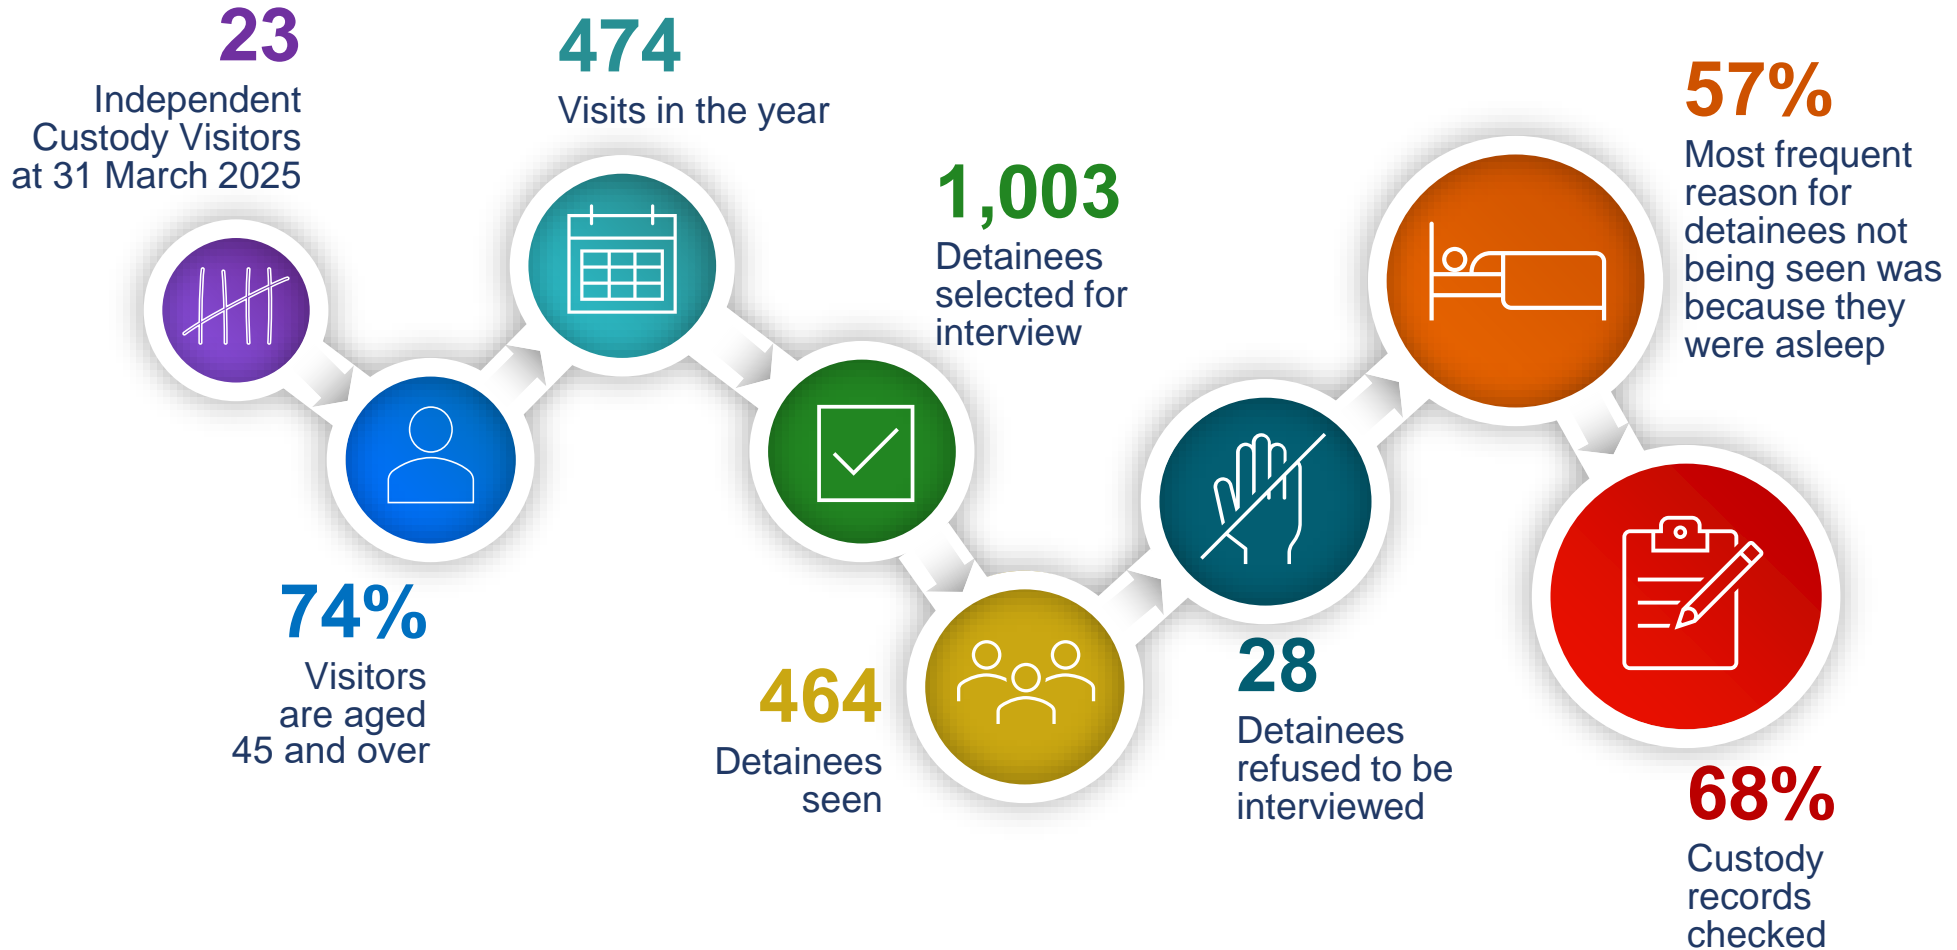 23
Independent
Custody Visitors
at 31 March 2025
74%
Visitors
are aged
45 and over
474
Visits in the year
1,003
Detainees
selected for
interview
464
Detainees
seen
28
Detainees
refused to be
interviewed
57%
Most frequent
reason for
detainees not
being seen was
because they
were asleep
68%
Custody
records
checked